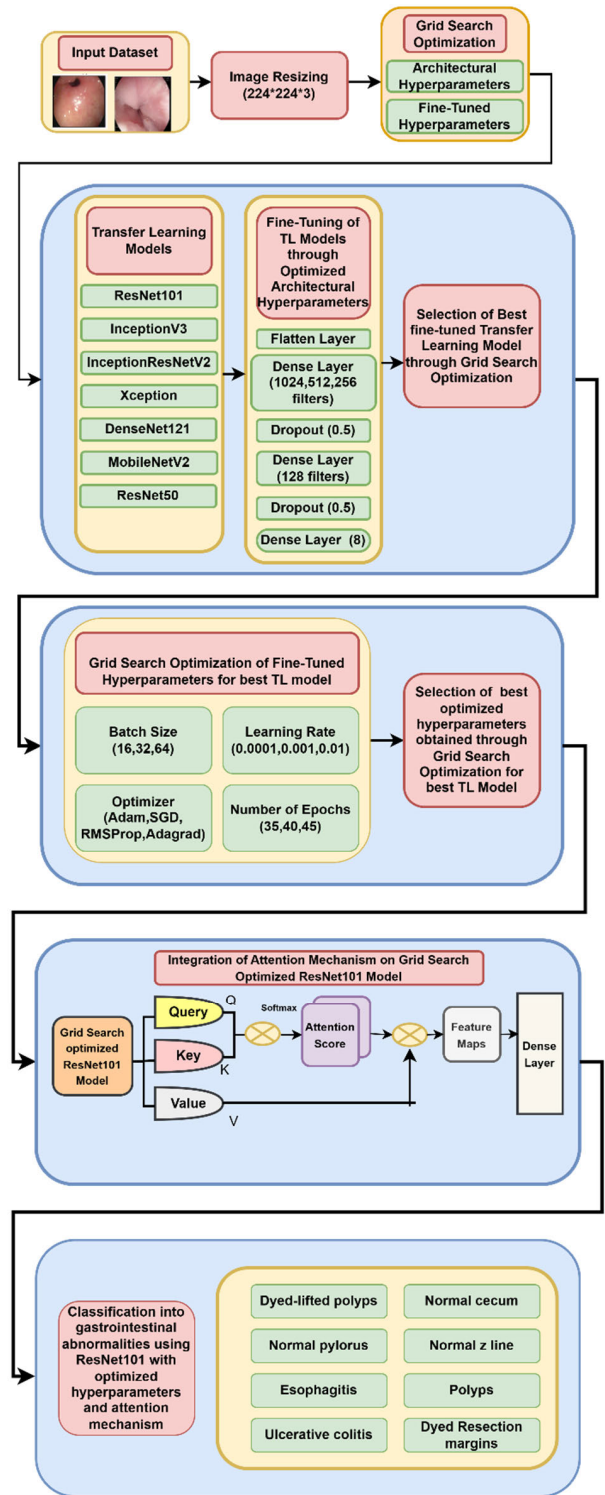 Input Dataset
Image Resizing
(224*224*3)
Grid Search
Optimization
Architectural
Hyperparameters
Fine-Tuned
Hyperparameters
Transfer Learning
Models
ResNet101
InceptionV3
InceptionResNetV2
Xception
DenseNet121
MobileNetV2
ResNet50
Fine-Tuning of
TL Models
through
Optimized
Architectural
Hyperparameters
Flatten Layer
Dense Layer
(1024,512,256
filters)
Dropout (0.5)
Dense Layer
(128 filters)
Dropout (0.5)
Dense Layer (8)
Selection of Best
fine-tuned Transfer
Learning Model
through Grid Search
Optimization
Grid Search Optimization of Fine-Tuned
Hyperparameters for best TL model
Batch Size
(16,32,64)
Learning Rate
(0.0001,0.001,0.01)
Optimizer
(Adam,SGD,
RMSProp,Adagrad)
Number of Epochs
(35,40,45)
Selection of best
optimized
hyperparameters
obtained through
Grid Search
Optimization for
best TL Model
Integration of Attention Mechanism on Grid Search
Optimized ResNet101 Model
Grid Search
optimized
ResNet101
Model
Query
Q
Key
K
Value
V
Softmax
Attention
Score
Feature
Maps
Dense
Layer
Classification into
gastrointestinal
abnormalities using
ResNet101 with
optimized
hyperparameters
and attention
mechanism
Dyed-lifted polyps
Normal cecum
Normal pylorus
Normal z line
Esophagitis
Polyps
Ulcerative colitis
Dyed Resection
margins